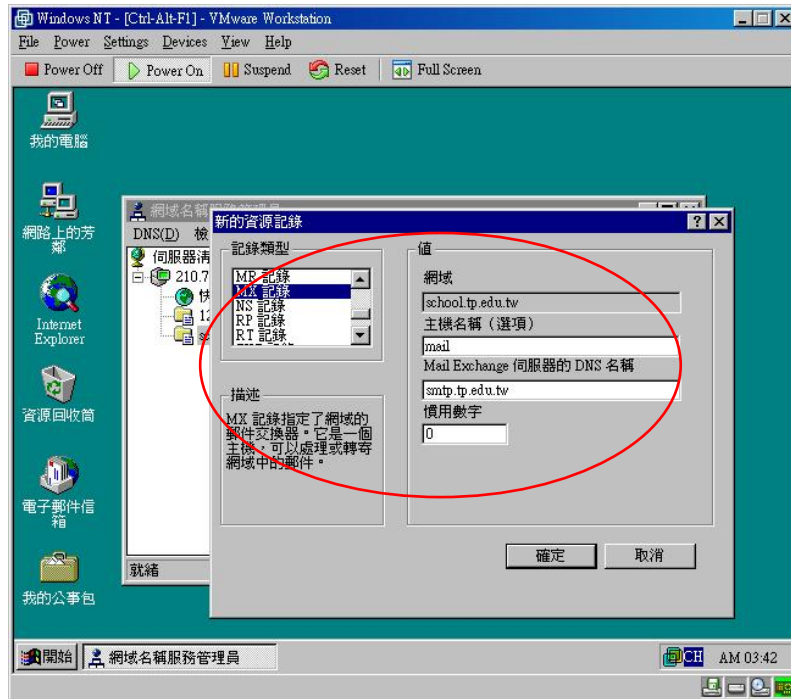 Windows NT - [Ctrl-Alt-F1] - VMware Workstation
File Power Settings Devices View Help
Power Off Power On Suspend Reset Full Screen
我的電腦
網路上的芳鄰
Internet Explorer
資源回收筒
電子郵件信箱
我的公事包
網域名稱
DNS(D) 檢
伺服器清
210.7
快
12
就緒
新的資源記錄
記錄類型
MR 記錄
MX 記錄
NS 記錄
RP 記錄
RT 記錄
描述
MX 記錄指定了網域的
郵件交換器。它是一個
主機，可以處理或轉寄
網域中的郵件。
值
網域
school.tp.edu.tw
主機名稱（選項）
mail
Mail Exchange 伺服器的 DNS 名稱
smtp.tp.edu.tw
慣用數字
0
確定 取消
開始 網域名稱服務管理員 CH AM 03:42